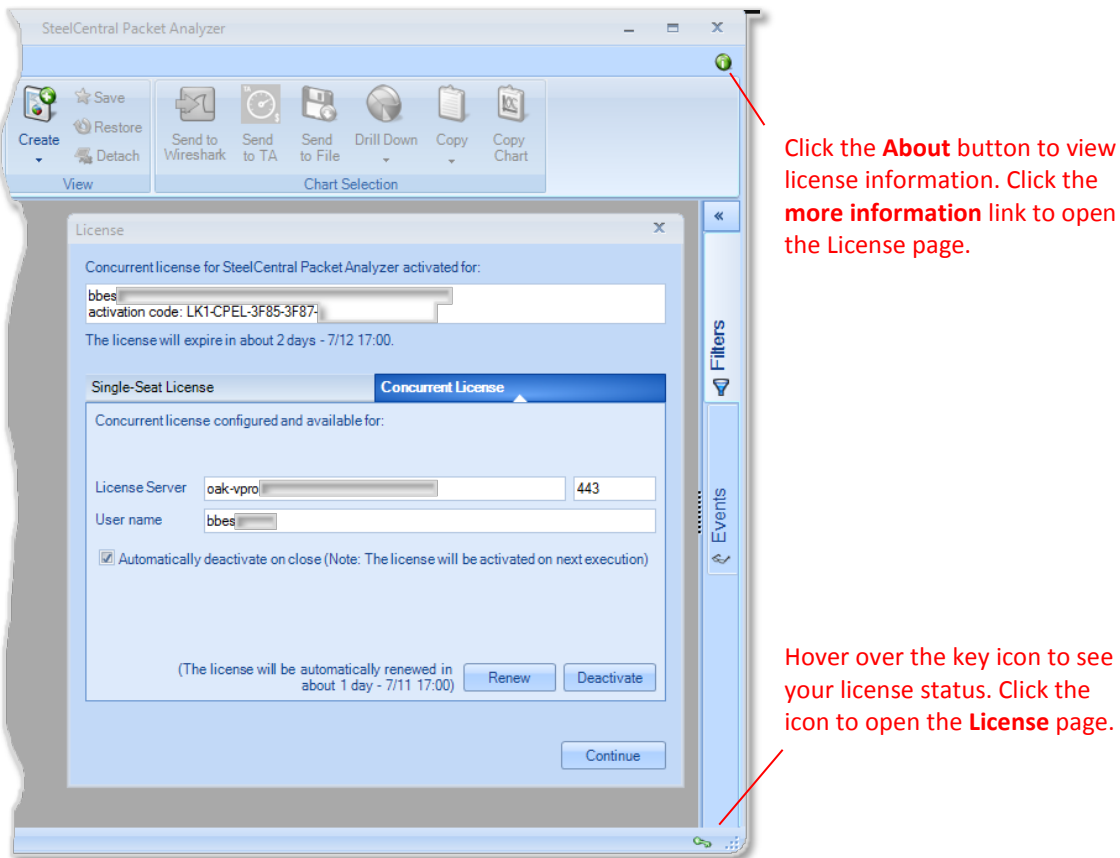 SteelCentral Packet Analyzer
Save
Restore
Detach
Create
View
Send to Wireshark
Send to TA
Send to File
Drill Down
Copy
Copy Chart
Chart Selection
License
Concurrent license for SteelCentral Packet Analyzer activated for:
bbes
activation code: LK1-CPEL-3F85-3F87-
The license will expire in about 2 days - 7/12 17:00.
Single-Seat License
Concurrent License
Concurrent license configured and available for:
License Server
oak-vpro
443
User name
bbes
Automatically deactivate on close (Note: The license will be activated on next execution)
(The license will be automatically renewed in
about 1 day - 7/11 17:00)
Renew
Deactivate
Continue
«
Filters
Events
Click the About button to view
license information. Click the
more information link to open
the License page.
Hover over the key icon to see
your license status. Click the
icon to open the License page.